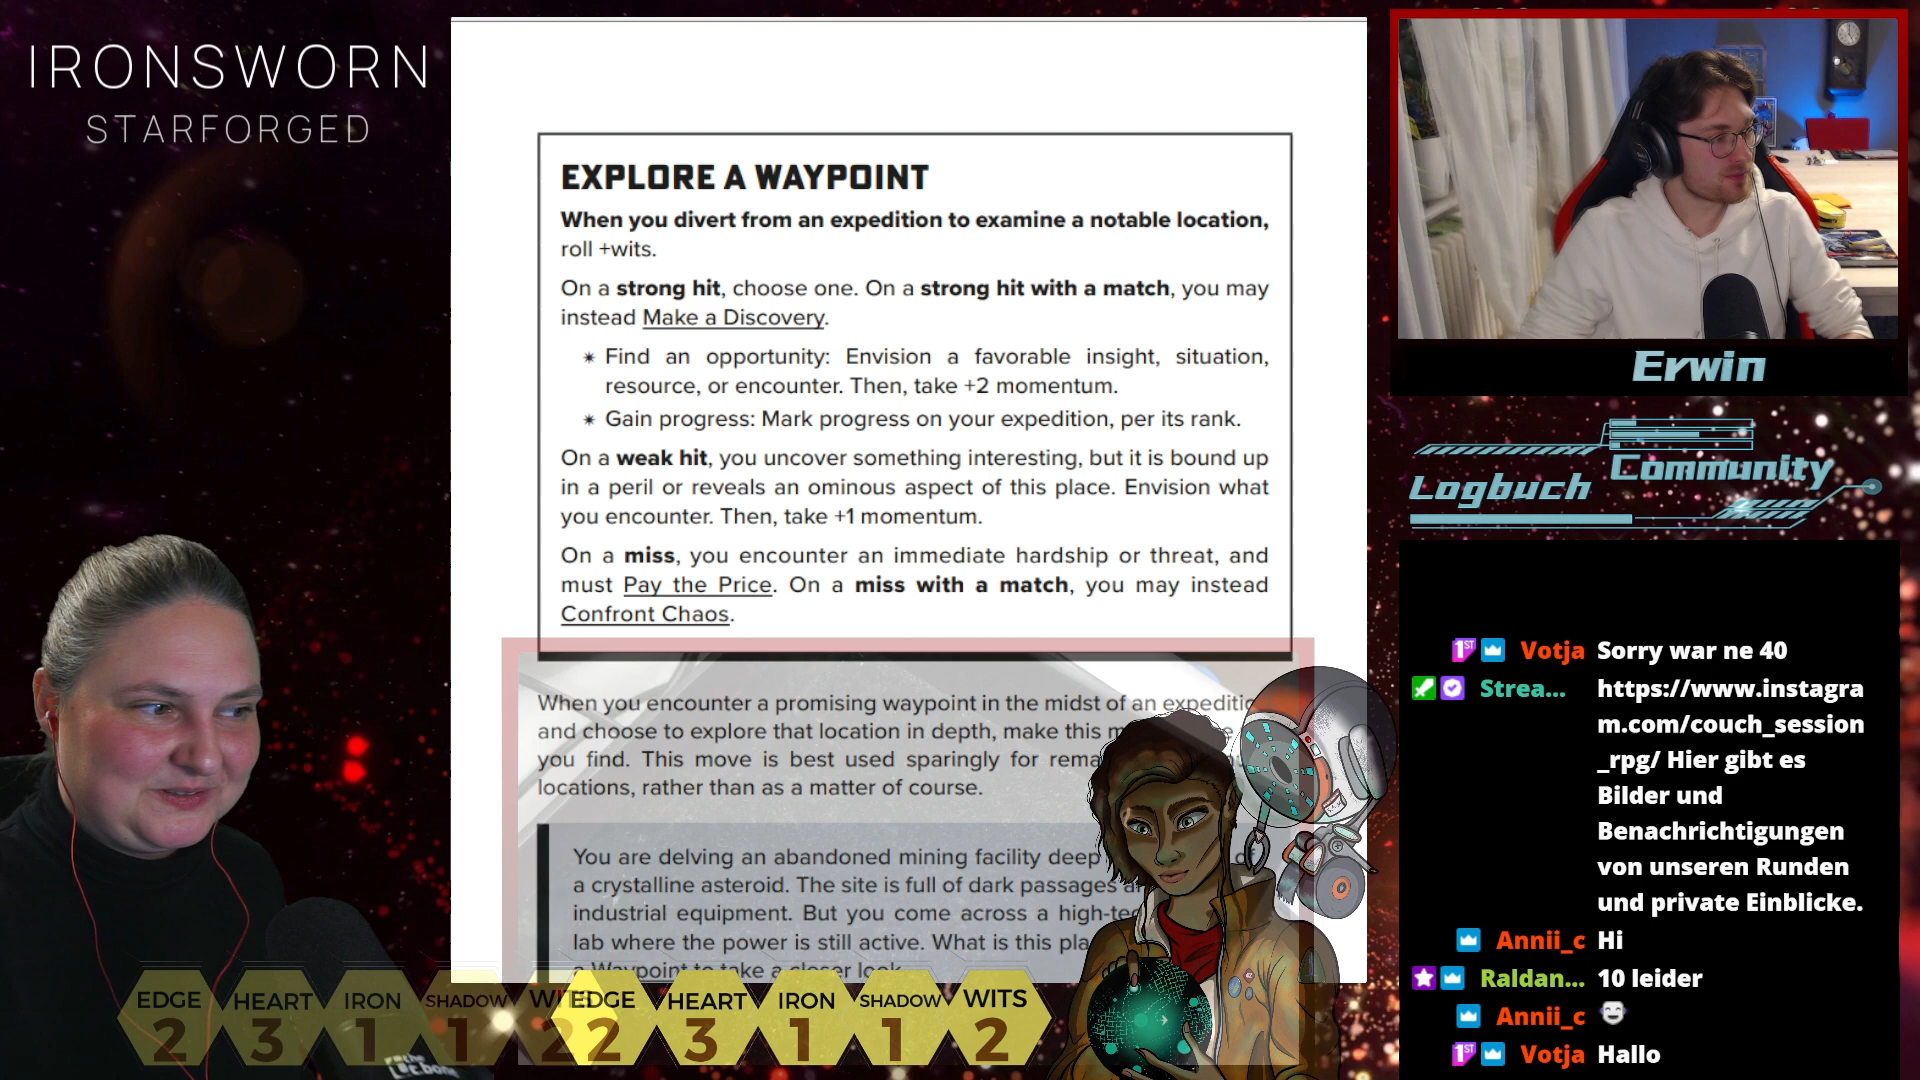 IRONSWORN
STARFORGED
EXPLORE A WAYPOINT
When you divert from an expedition to examine a notable location,
roll +wits.
On a strong hit, choose one. On a strong hit with a match, you may
instead Make a Discovery.
✴ Find an opportunity: Envision a favorable insight, situation,
resource, or encounter. Then, take +2 momentum.
✴ Gain progress: Mark progress on your expedition, per its rank.
On a weak hit, you uncover something interesting, but it is bound up
in a peril or reveals an ominous aspect of this place. Envision what
you encounter. Then, take +1 momentum.
On a miss, you encounter an immediate hardship or threat, and
must Pay the Price. On a miss with a match, you may instead
Confront Chaos.
When you encounter a promising waypoint in the midst of an
and choose to explore that location in depth, make this
you find. This move is best used sparingly for
locations, rather than as a matter of course.
You are delving an abandoned mining facility deep of
a crystalline asteroid. The site is full of dark passages
industrial equipment. But you come across a
lab where the power is still active. What is this
a Waypoint to take a closer look
EDGE HEART IRON SHADOW EDGE HEART IRON SHADOW WITS
2 3 1 1 2 2 3 1 1 2
Erwin
Logbuch Community
1ST Votja Sorry war ne 40
Strea... https://www.instagra
m.com/couch_session
_rpg/ Hier gibt es
Bilder und
Benachrichtigungen
von unseren Runden
und private Einblicke.
Annii_c Hi
Raldan... 10 leider
Annii_c
1ST Votja Hallo